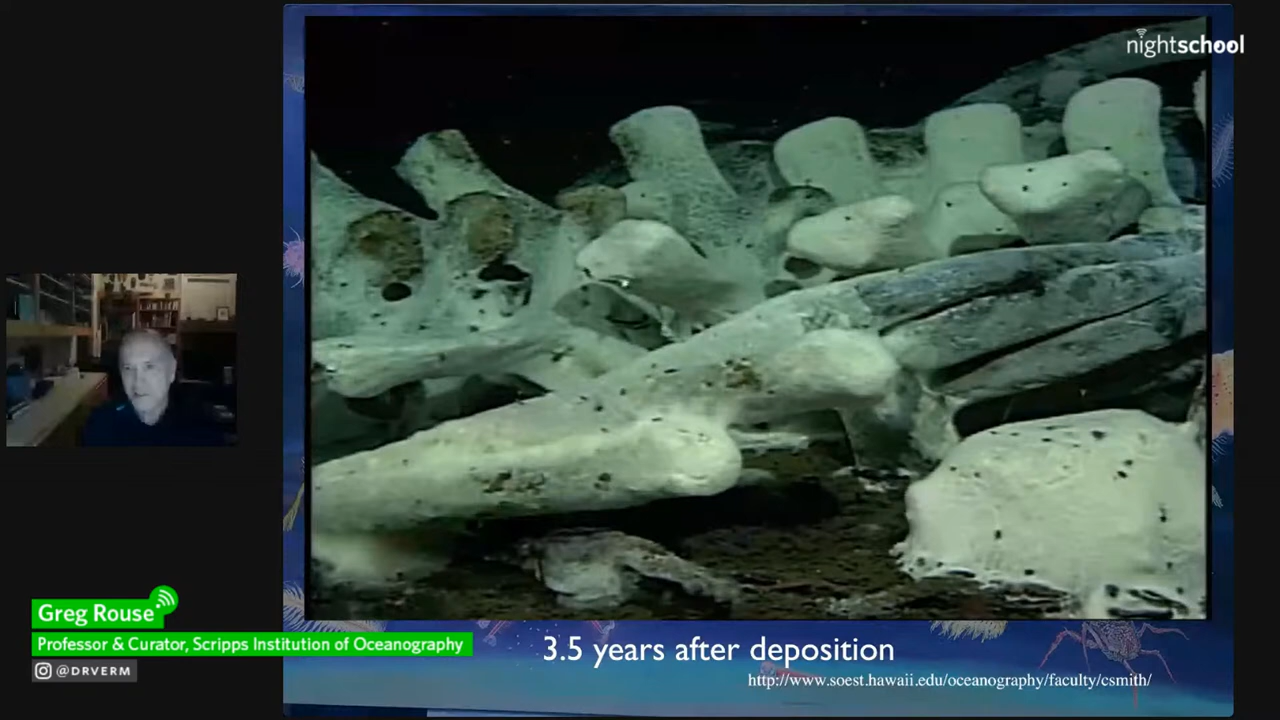 nightschool
Greg Rouse
Professor & Curator, Scripps Institution of Oceanography
@DRVERM
3.5 years after deposition
http://www.soest.hawaii.edu/oceanography/faculty/csmith/